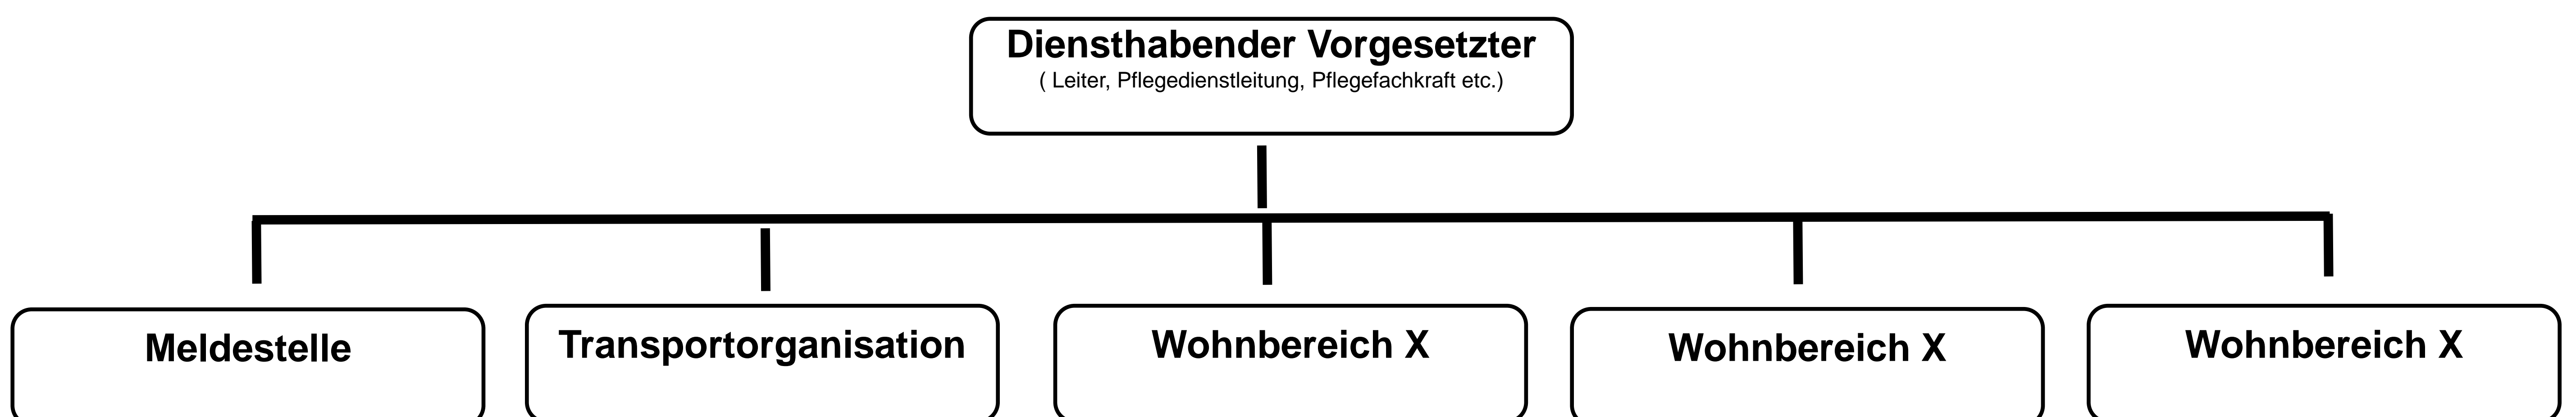 Diensthabender Vorgesetzter
( Leiter, Pflegedienstleitung, Pflegefachkraft etc.)
Meldestelle
Transportorganisation
Wohnbereich X
Wohnbereich X
Wohnbereich X